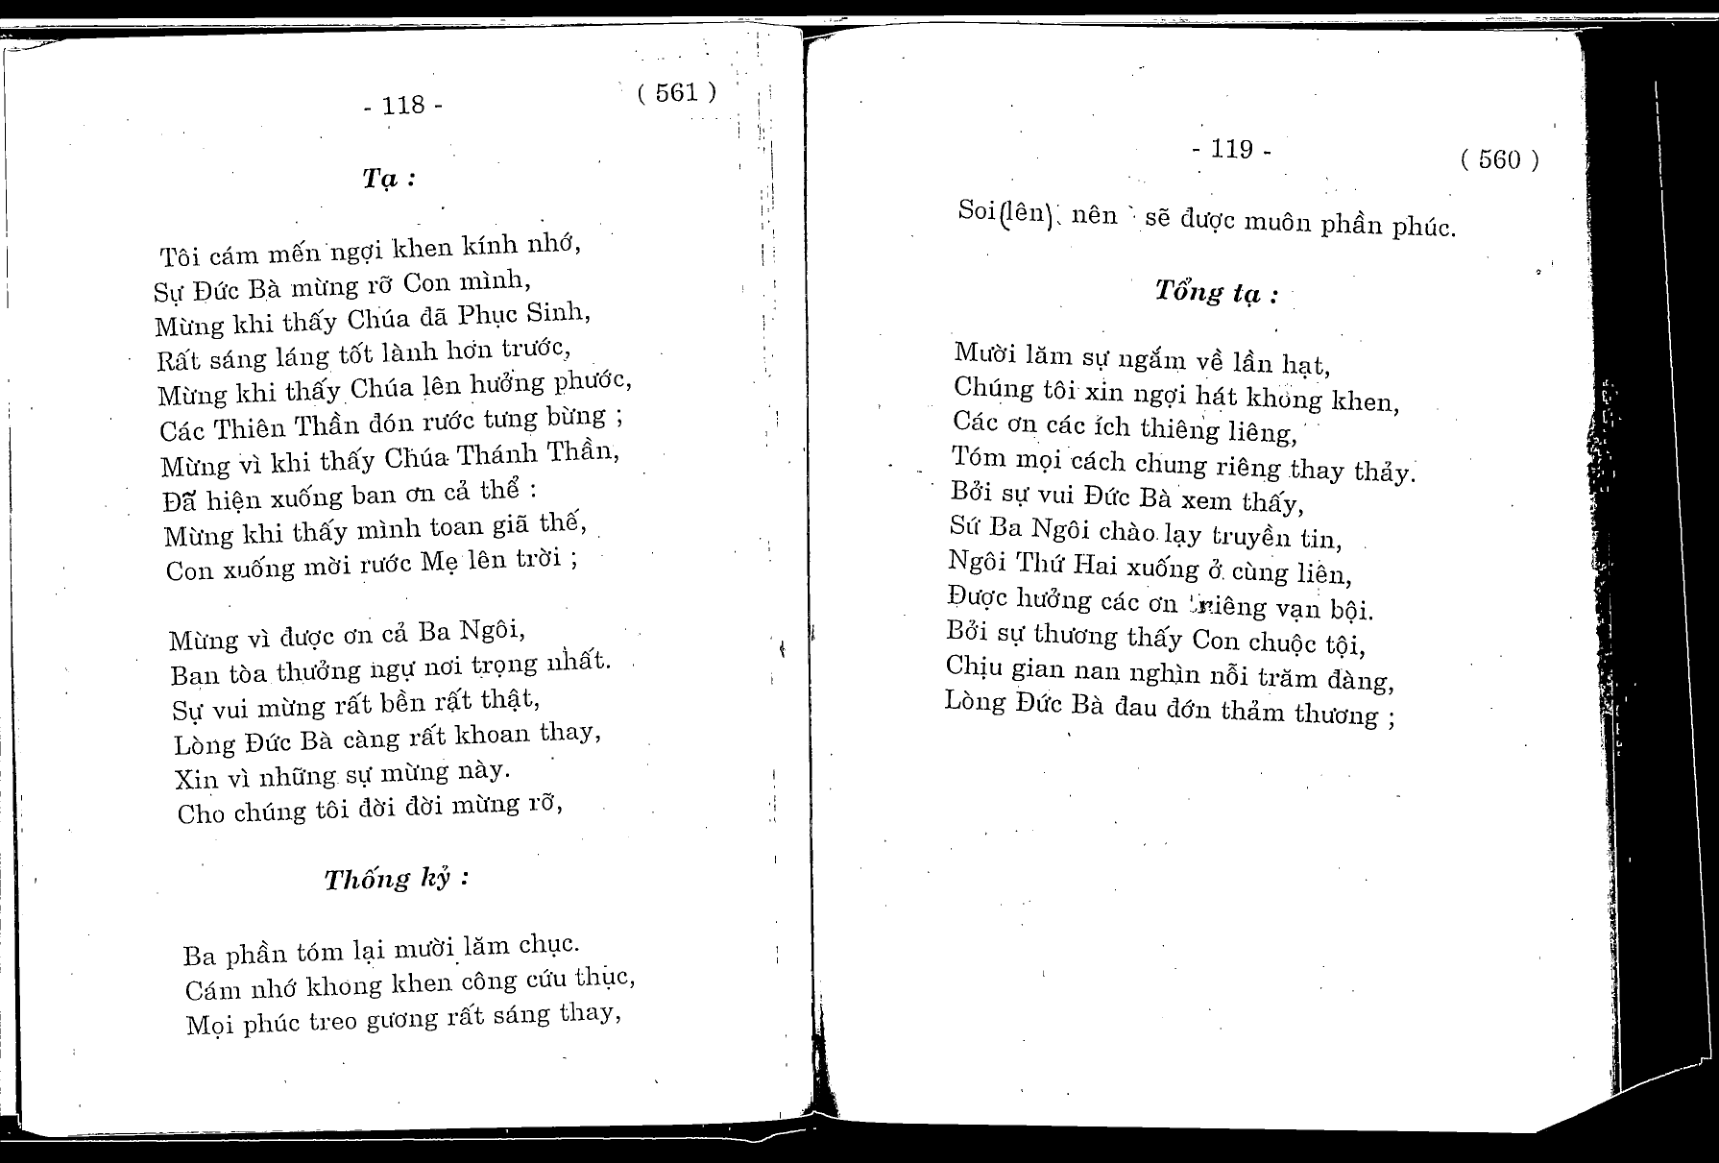 - 118 -
( 561 )
Tạ :
Tôi cám mến ngợi khen kính nhớ,
Sự Đức Bà mừng rỡ Con mình,
Mừng khi thấy Chúa đã Phục Sinh,
Rất sáng láng tốt lành hơn trước,
Mừng khi thấy Chúa lên hưởng phước,
Các Thiên Thần đón rước tưng bừng ;
Mừng vì khi thấy Chúa Thánh Thần,
Đã hiện xuống ban ơn cả thể :
Mừng khi thấy mình toan giã thế,
Con xuống mời rước Mẹ lên trời ;
Mừng vì được ơn cả Ba Ngôi,
Ban tòa thưởng ngự nơi trọng nhất.
Sự vui mừng rất bền rất thật,
Lòng Đức Bà càng rất khoan thay,
Xin vì những sự mừng này.
Cho chúng tôi đời đời mừng rỡ,
Thống kỷ :
Ba phần tóm lại mười lăm chục.
Cám nhớ khong khen công cứu thục,
Mọi phúc treo gương rất sáng thay,
- 119 -
( 560 )
Soi (lên) nên sẽ được muôn phần phúc.
Tổng tạ :
Mười lăm sự ngắm về lần hạt,
Chúng tôi xin ngợi hát khong khen,
Các ơn các ích thiêng liêng,
Tóm mọi cách chung riêng thay thảy.
Bởi sự vui Đức Bà xem thấy,
Sứ Ba Ngôi chào lạy truyền tin,
Ngôi Thứ Hai xuống ở cùng liên,
Được hưởng các ơn riêng vạn bội.
Bởi sự thương thấy Con chuộc tội,
Chịu gian nan nghìn nỗi trăm đàng,
Lòng Đức Bà đau đớn thảm thương ;